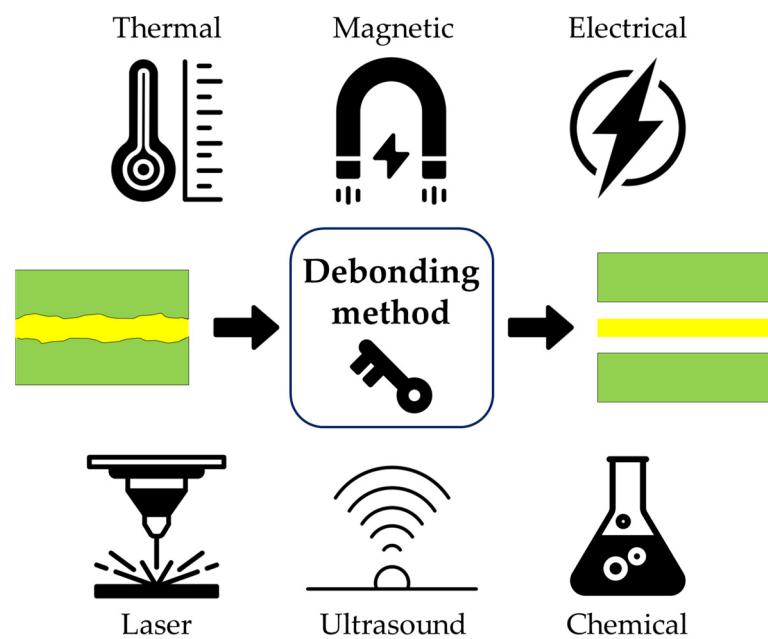 Thermal
Magnetic
Electrical
Debonding
method
Laser
Ultrasound
Chemical